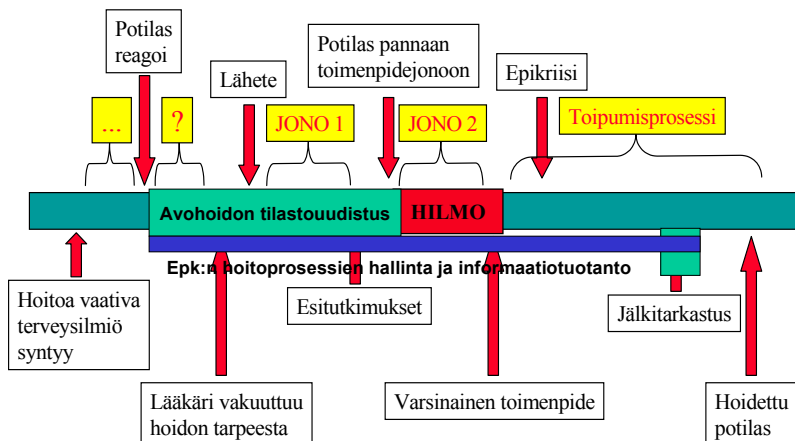 Potilas
reagoi
Lähete
Potilas pannaan
toimenpidejonoon
Epikriisi
...
?
JONO 1
JONO 2
Toipumisprosessi
Avohoidon tilastouudistus
HILMO
Epk:n hoitoprosessien hallinta ja informaatiotuotanto
Hoitoa vaativa
terveysilmiö
syntyy
Esitutkimukset
Jälkitarkastus
Lääkäri vakuuttuu
hoidon tarpeesta
Varsinainen toimenpide
Hoidettu
potilas